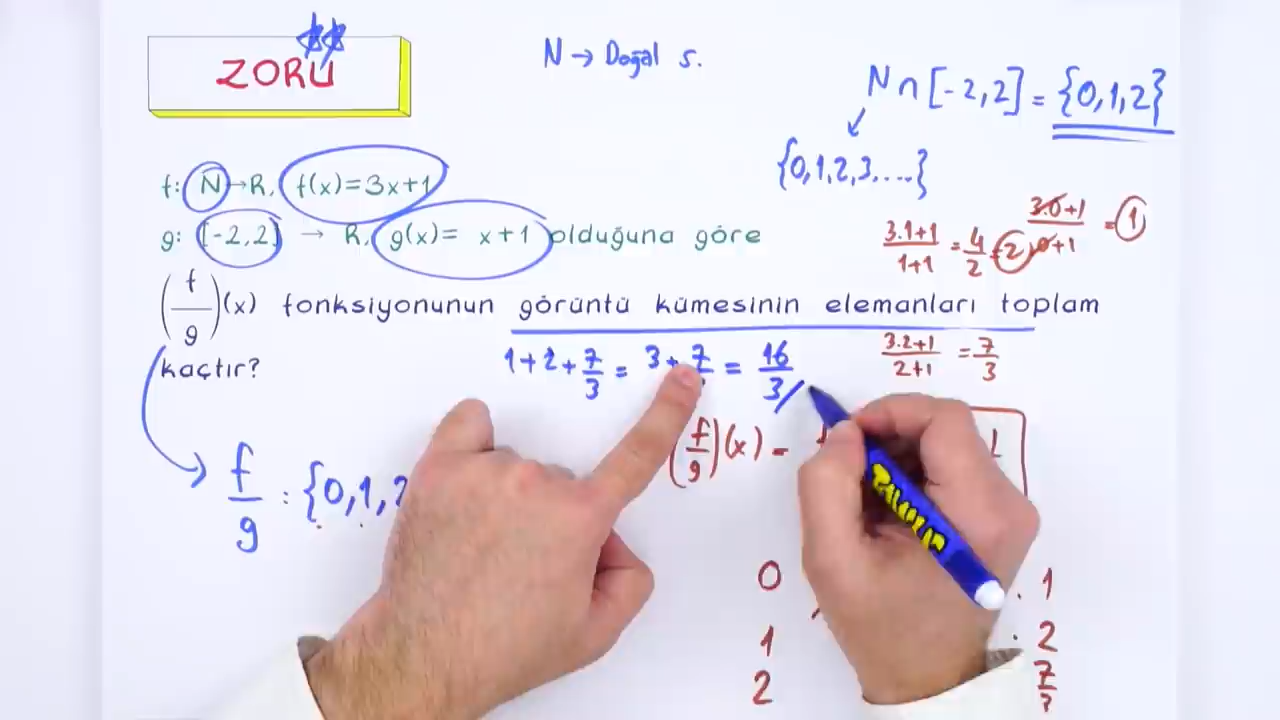 ZORU
N → Doğal s.
N ∩ [-2,2] = {0,1,2}
{0,1,2,3,....}
f: N → R, f(x)=3x+1
g: [-2,2] → R, g(x)= x+1 olduğuna göre
3.0+1 / 0+1 = 1
3.1+1 / 1+1 = 4/2 = 2
(f/g)(x) fonksiyonunun görüntü kümesinin elemanları toplam
kaçtır?
1+2+7/3 = 3+7 = 16/3
3.2+1 / 2+1 = 7/3
(f/g)(x) =
f/g : {0,1,2
0 1
1 2
2 7/3
TAMAMLIM